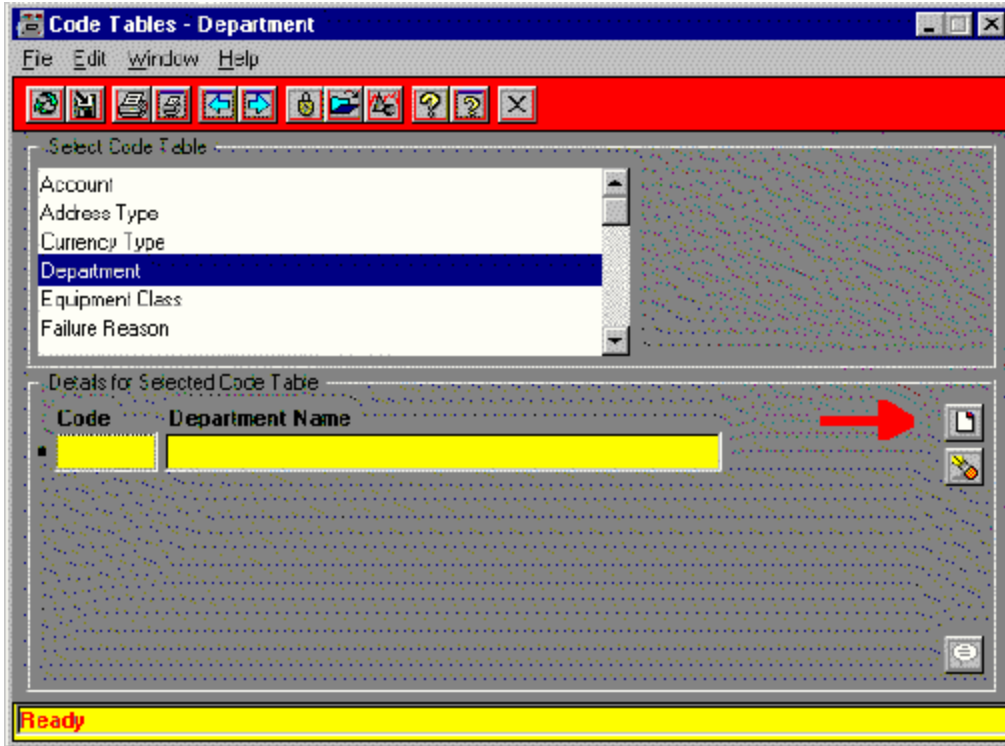 Code Tables - Department
File Edit Window Help
Select Code Table
Account
Address Type
Currency Type
Department
Equipment Class
Failure Reason
Details for Selected Code Table
Code Department Name
Ready